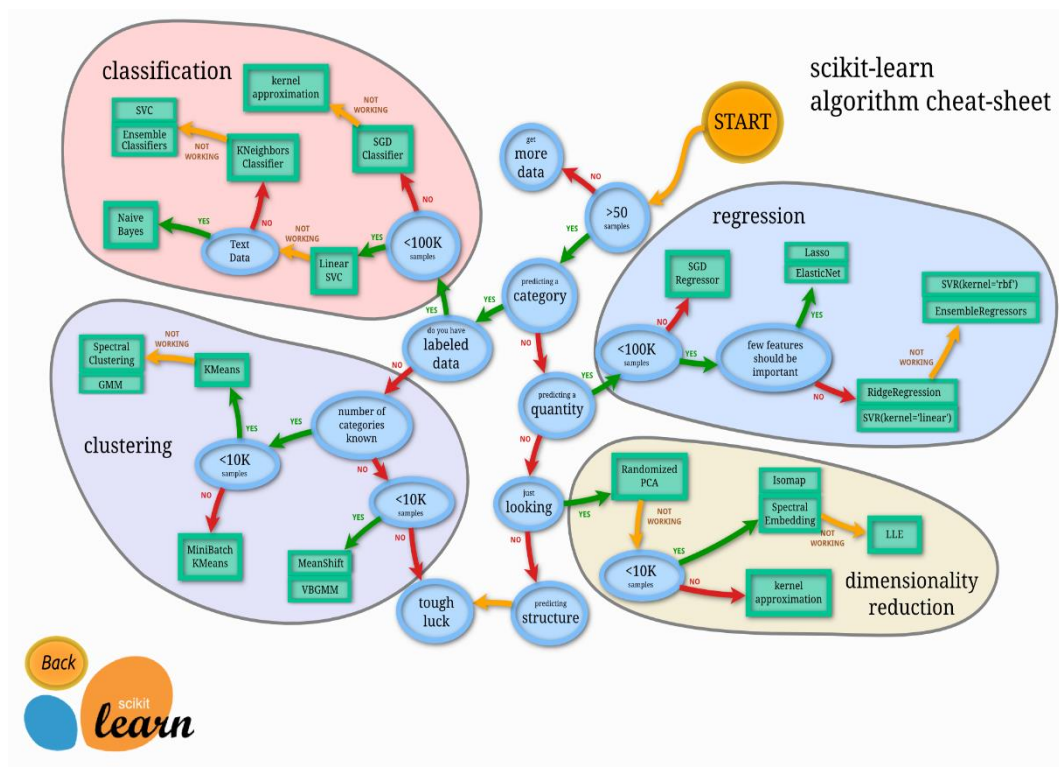 scikit-learn
algorithm cheat-sheet
START
classification
kernel
approximation
NOT
WORKING
SVC
Ensemble
Classifiers
NOT
WORKING
KNeighbors
Classifier
SGD
Classifier
NO
Naive
Bayes
YES
Text
Data
NO
NOT
WORKING
Linear
SVC
YES
<100K
samples
YES
get
more
data
NO
>50
samples
YES
predicting a
category
YES
NO
do you have
labeled
data
NO
predicting a
quantity
YES
NO
just
looking
YES
NO
predicting
structure
tough
luck
regression
SGD
Regressor
NO
<100K
samples
YES
few features
should be
important
YES
Lasso
ElasticNet
NO
RidgeRegression
SVR(kernel='linear')
NOT
WORKING
SVR(kernel='rbf')
EnsembleRegressors
clustering
Spectral
Clustering
GMM
NOT
WORKING
KMeans
YES
<10K
samples
YES
number of
categories
known
NO
NO
MiniBatch
KMeans
<10K
samples
YES
NO
MeanShift
VBGMM
dimensionality
reduction
Randomized
PCA
NOT
WORKING
<10K
samples
YES
NO
Isomap
Spectral
Embedding
NOT
WORKING
LLE
kernel
approximation
Back
scikit
learn